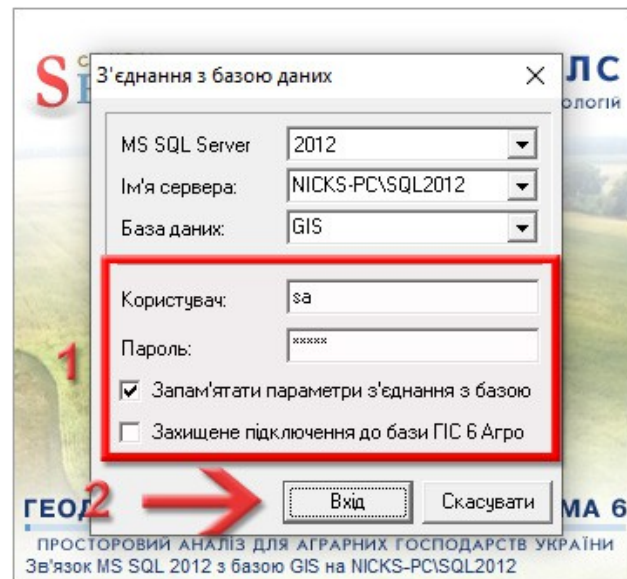 З'єднання з базою даних
ЛС
ологій
MS SQL Server 2012
Ім'я сервера: NICKS-PC\SQL2012
База даних: GIS
Користувач: sa
Пароль: xxxxx
1
Запам'ятати параметри з'єднання з базою
Захищене підключення до бази ГІС 6 Агро
2
Вхід Скасувати
ГЕОД МА 6
ПРОСТОРОВИЙ АНАЛІЗ ДЛЯ АГРАРНИХ ГОСПОДАРСТВ УКРАЇНИ
Зв'язок MS SQL 2012 з базою GIS на NICKS-PC\SQL2012